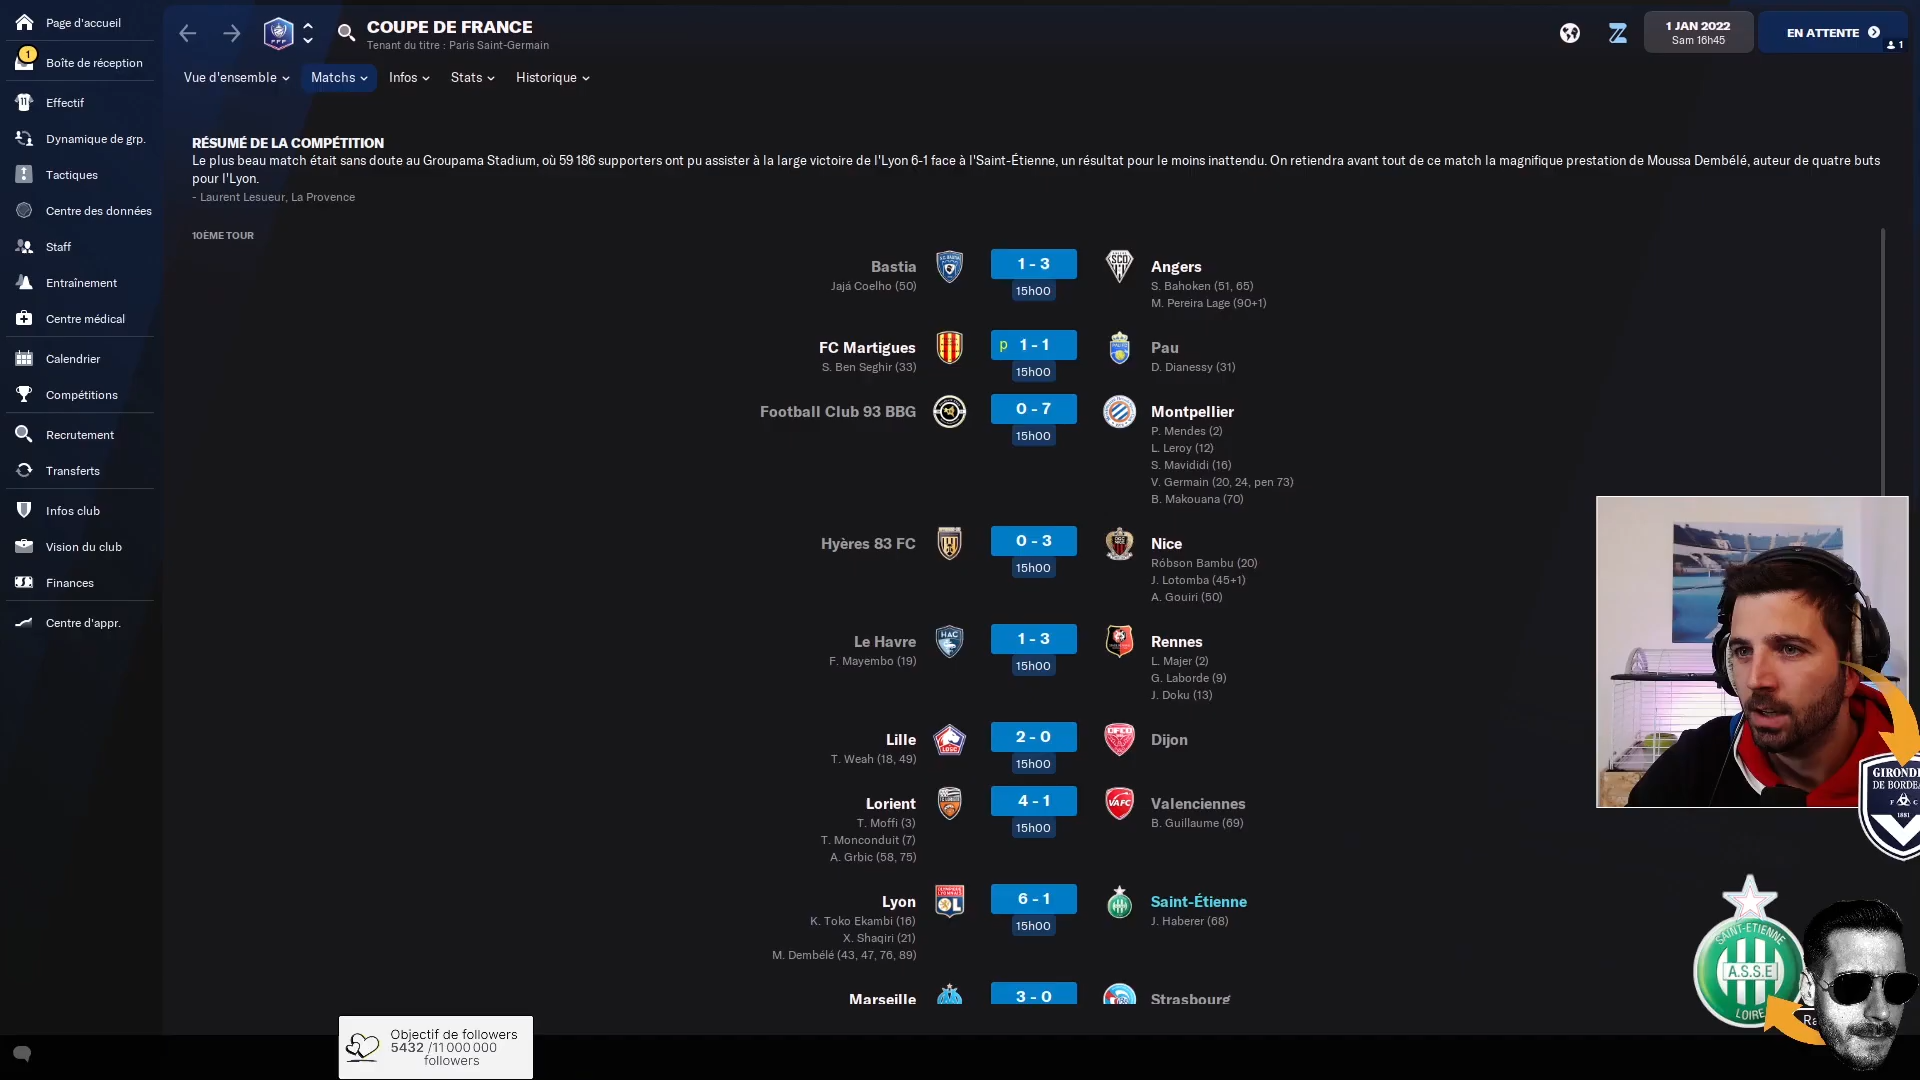 Page d'accueil
1
Boîte de réception
Effectif
Dynamique de grp.
Tactiques
Centre des données
Staff
Entraînement
Centre médical
Calendrier
Compétitions
Recrutement
Transferts
Infos club
Vision du club
Finances
Centre d'appr.
COUPE DE FRANCE
Tenant du titre : Paris Saint-Germain
1 JAN 2022
Sam 16h45
EN ATTENTE
1
Vue d'ensemble
Matchs
Infos
Stats
Historique
RÉSUMÉ DE LA COMPÉTITION
Le plus beau match était sans doute au Groupama Stadium, où 59 186 supporters ont pu assister à la large victoire de l'Lyon 6-1 face à l'Saint-Étienne, un résultat pour le moins inattendu. On retiendra avant tout de ce match la magnifique prestation de Moussa Dembélé, auteur de quatre buts
pour l'Lyon.
- Laurent Lesueur, La Provence
10ÈME TOUR
Bastia 1 - 3 Angers
Jajá Coelho (50) 15h00 S. Bahoken (51, 65)
M. Pereira Lage (90+1)
FC Martigues p 1 - 1 Pau
S. Ben Seghir (33) 15h00 D. Dianessy (31)
Football Club 93 BBG 0 - 7 Montpellier
15h00 P. Mendes (2)
L. Leroy (12)
S. Mavididi (16)
V. Germain (20, 24, pen 73)
B. Makouana (70)
Hyères 83 FC 0 - 3 Nice
15h00 Róbson Bambu (20)
J. Lotomba (45+1)
A. Gouiri (50)
Le Havre HAC 1 - 3 Rennes
F. Mayembo (19) 15h00 L. Majer (2)
G. Laborde (9)
J. Doku (13)
Lille 2 - 0 Dijon
T. Weah (18, 49) 15h00
Lorient 4 - 1 VAFC Valenciennes
T. Moffi (3) 15h00 B. Guillaume (69)
T. Monconduit (7)
A. Grbic (58, 75)
Lyon OL 6 - 1 Saint-Étienne
K. Toko Ekambi (16) 15h00 J. Haberer (68)
X. Shaqiri (21)
M. Dembélé (43, 47, 76, 89)
Marseille 3 - 0 Strasbourg
GIRONDI
DE BORDEA
F G
1881
SAINT-ETIENNE
A.S.S.E
LOIRE
Ra
Objectif de followers
5432 /11 000 000
followers